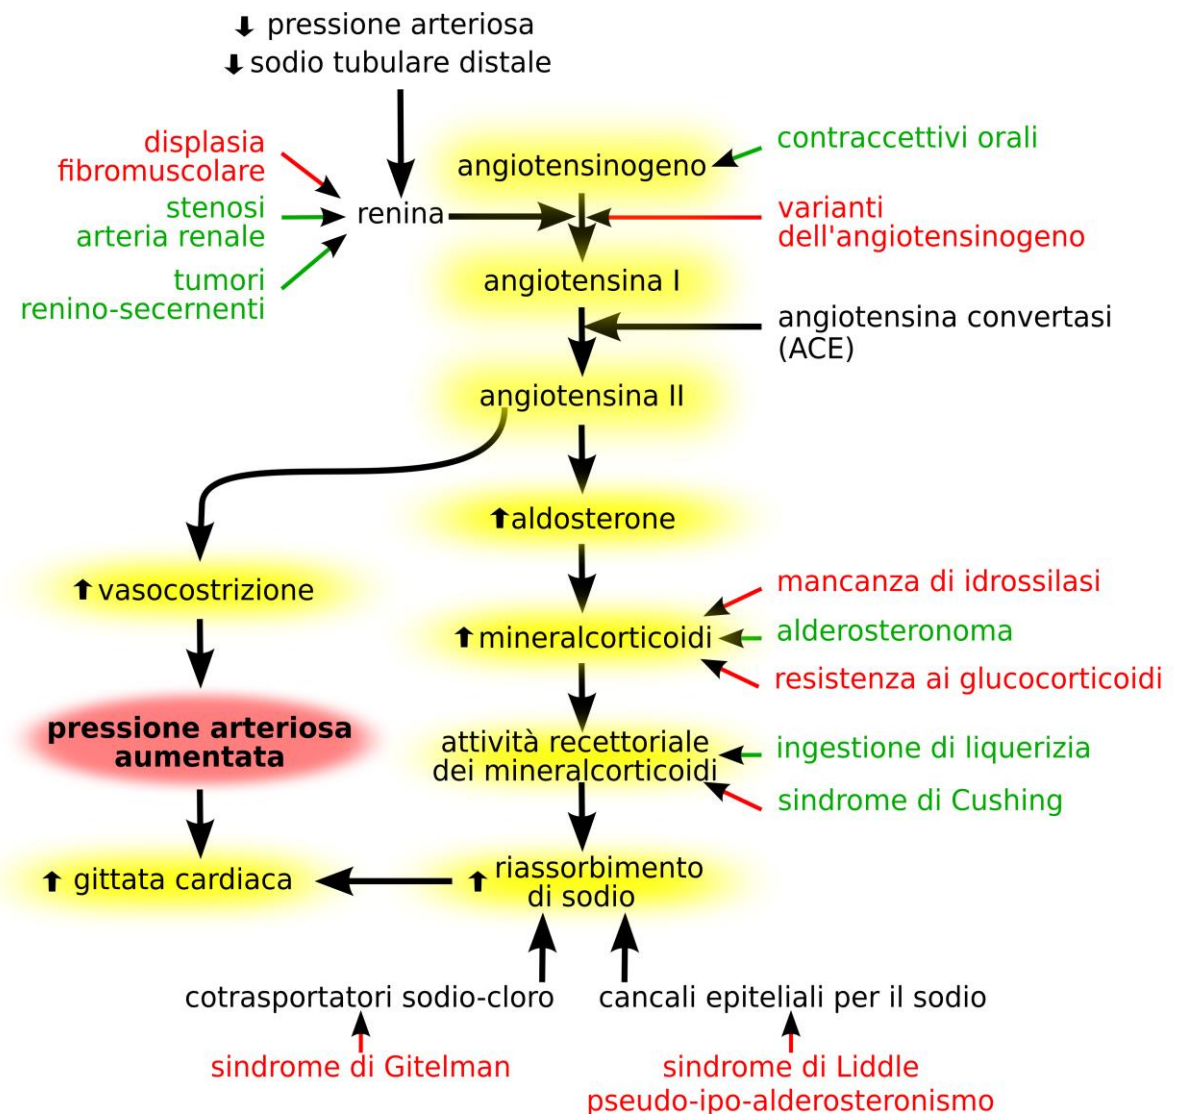 ⬇ pressione arteriosa
⬇ sodio tubulare distale
displasia
fibromuscolare
stenosi
arteria renale
tumori
renino-secernenti
renina
angiotensinogeno
contraccettivi orali
varianti
dell'angiotensinogeno
angiotensina I
angiotensina convertasi
(ACE)
angiotensina II
⬆ aldosterone
⬆ vasocostrizione
mancanza di idrossilasi
⬆ mineralcorticoidi
alderosteronoma
resistenza ai glucocorticoidi
pressione arteriosa
aumentata
attività recettoriale
dei mineralcorticoidi
ingestione di liquerizia
sindrome di Cushing
⬆ gittata cardiaca
⬆ riassorbimento
di sodio
cotrasportatori sodio-cloro
cancali epiteliali per il sodio
sindrome di Gitelman
sindrome di Liddle
pseudo-ipo-alderosteronismo